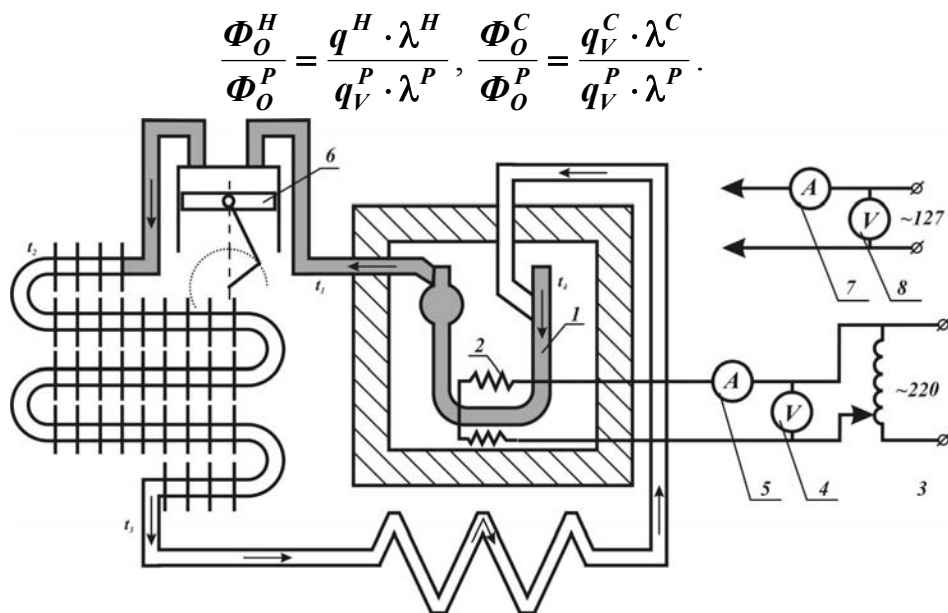 Φ_O^H / Φ_O^P = q^H · λ^H / q_V^P · λ^P , Φ_O^C / Φ_O^P = q_V^C · λ^C / q_V^P · λ^P .
6
A
~127
V
t₂
t₁
t₄
7
8
1
2
A
~220
V
5
4
3
t₃